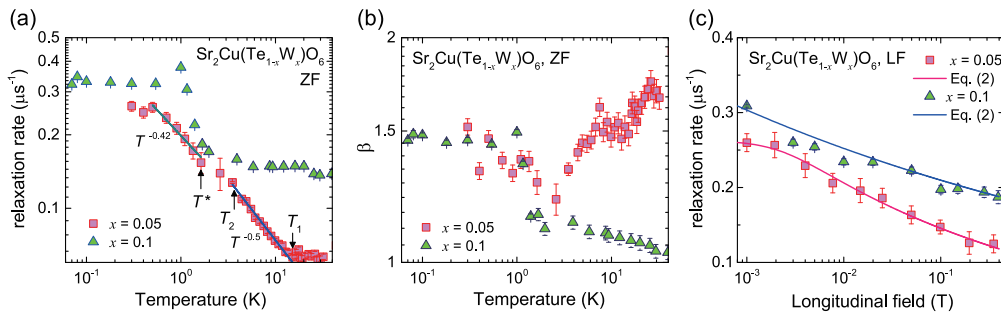 (a)
0.5
0.4
0.3
0.2
0.1
relaxation rate (μs⁻¹)
Sr₂Cu(Te₁₋ₓWₓ)O₆
ZF
T⁻⁰·⁴²
T*
T₂
T⁻⁰·⁵
T₁
x = 0.05
x = 0.1
10⁻¹
10⁰
10¹
Temperature (K)
(b)
2
1.5
1
β
Sr₂Cu(Te₁₋ₓWₓ)O₆, ZF
x = 0.05
x = 0.1
10⁻¹
10⁰
10¹
Temperature (K)
(c)
0.4
0.3
0.2
0.1
relaxation rate (μs⁻¹)
Sr₂Cu(Te₁₋ₓWₓ)O₆, LF
x = 0.05
Eq. (2)
x = 0.1
Eq. (2)
10⁻³
10⁻²
10⁻¹
Longitudinal field (T)